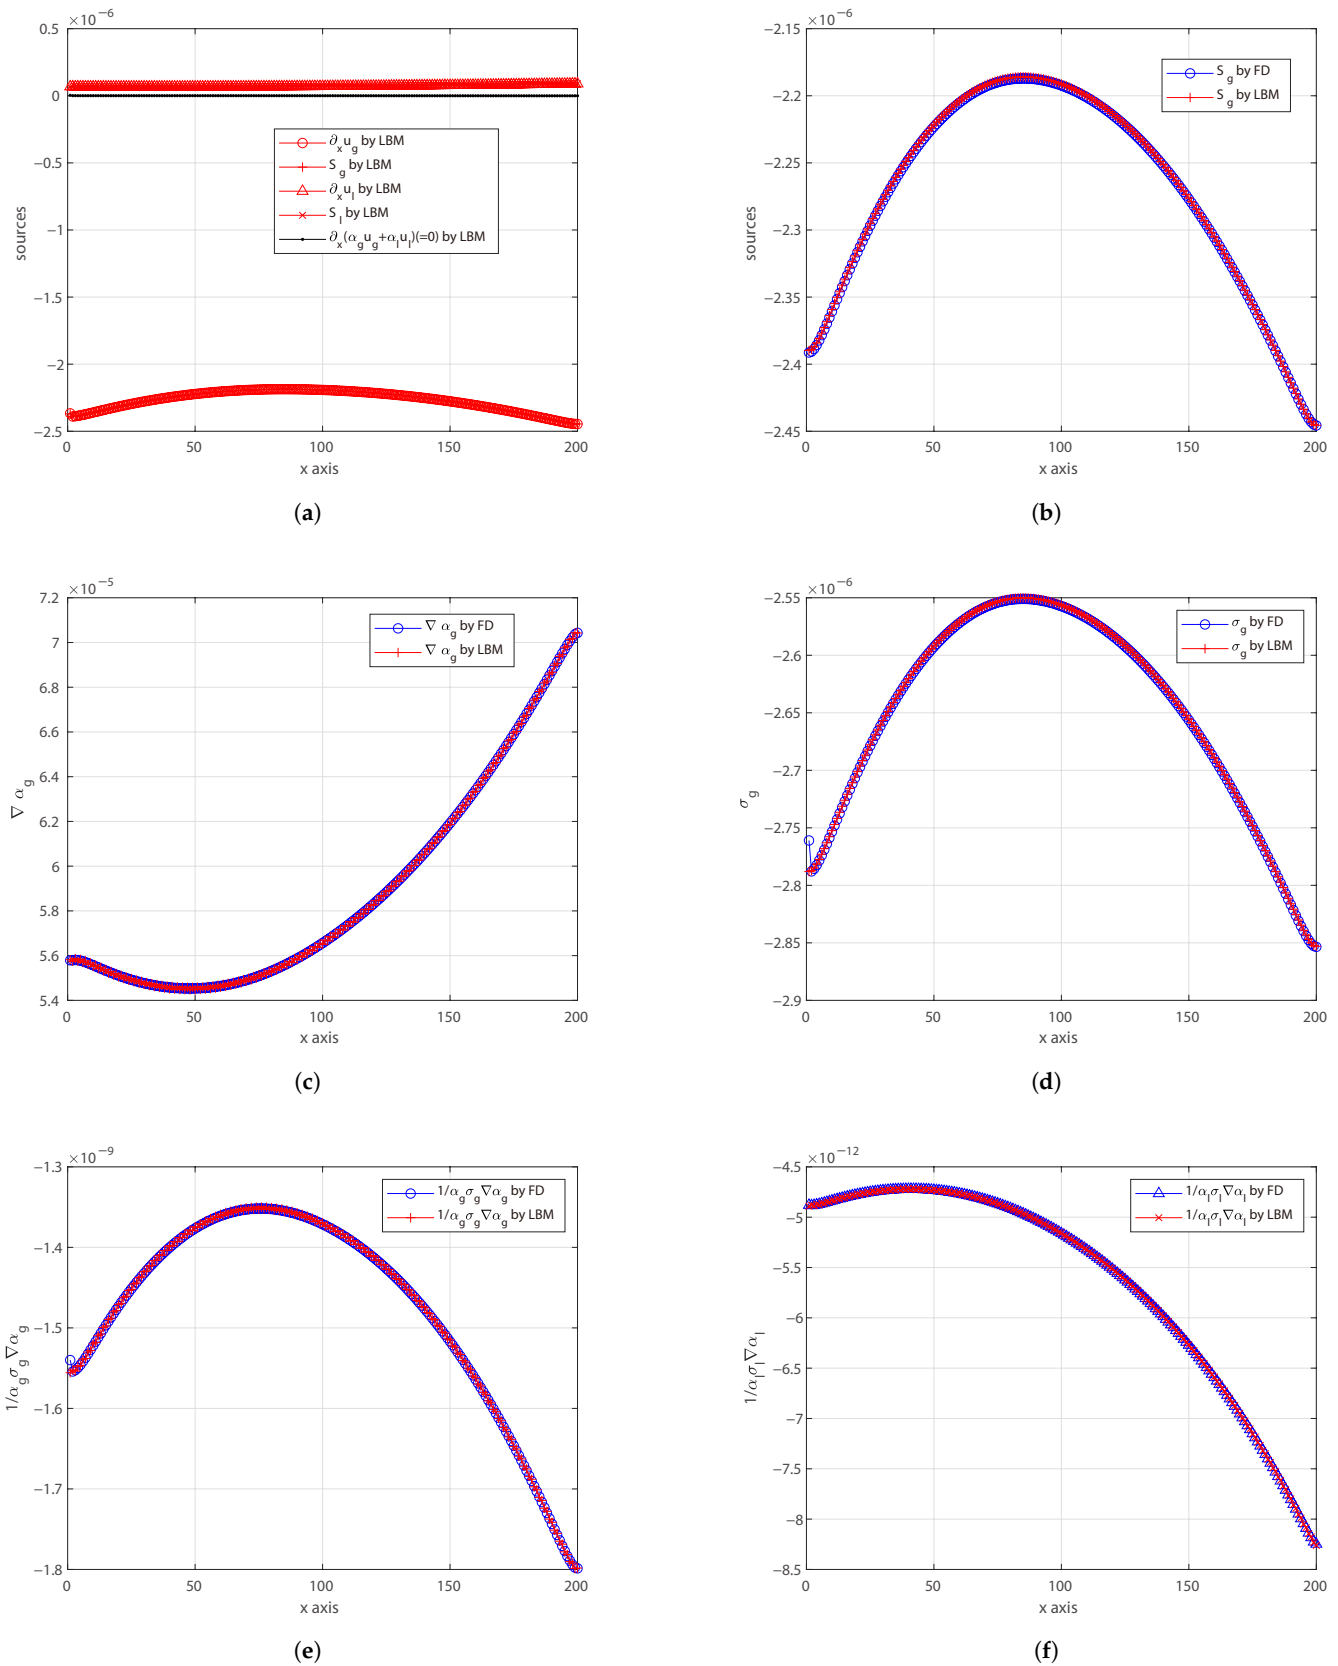 ×10⁻⁶
0.5
0
−0.5
−1
−1.5
−2
−2.5
sources
∂ₓu_g by LBM
S_g by LBM
∂ₓu_l by LBM
S_l by LBM
∂ₓ(α_g u_g+α_l u_l)(=0) by LBM
0 50 100 150 200
x axis
(a)
×10⁻⁶
−2.15
−2.2
−2.25
−2.3
−2.35
−2.4
−2.45
sources
S_g by FD
S_g by LBM
0 50 100 150 200
x axis
(b)
×10⁻⁵
7.2
7
6.8
6.6
6.4
6.2
6
5.8
5.6
5.4
∇ α_g
∇ α_g by FD
∇ α_g by LBM
0 50 100 150 200
x axis
(c)
×10⁻⁶
−2.55
−2.6
−2.65
−2.7
−2.75
−2.8
−2.85
−2.9
σ_g
σ_g by FD
σ_g by LBM
0 50 100 150 200
x axis
(d)
×10⁻⁹
−1.3
−1.4
−1.5
−1.6
−1.7
−1.8
1/α_g σ_g ∇α_g
1/α_g σ_g ∇α_g by FD
1/α_g σ_g ∇α_g by LBM
0 50 100 150 200
x axis
(e)
×10⁻¹²
−4.5
−5
−5.5
−6
−6.5
−7
−7.5
−8
−8.5
1/α_l σ_l ∇α_l
1/α_l σ_l ∇α_l by FD
1/α_l σ_l ∇α_l by LBM
0 50 100 150 200
x axis
(f)